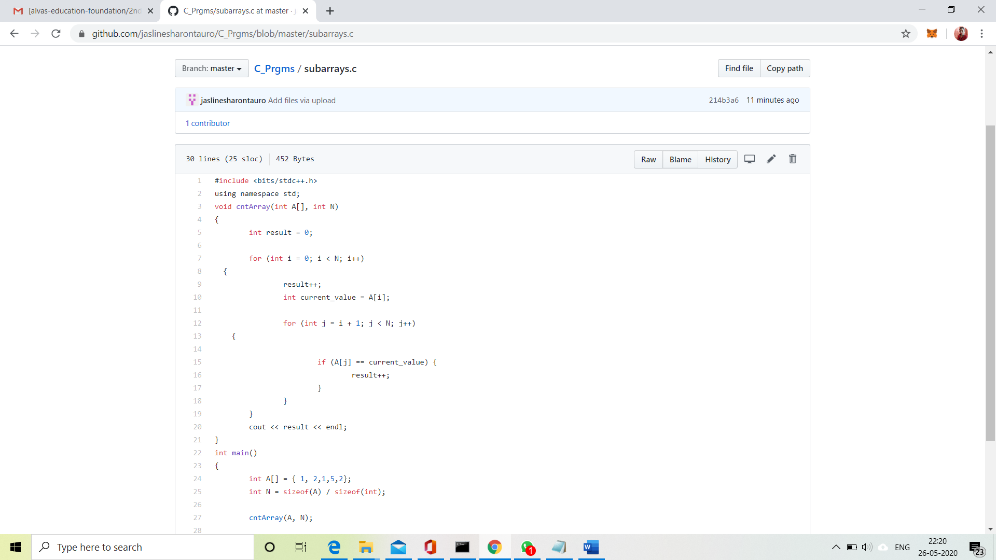 [alvas-education-foundation/2nd
C_Prgms/subarrays.c at master · j
github.com/jaslinesharontauro/C_Prgms/blob/master/subarrays.c
Branch: master C_Prgms / subarrays.c Find file Copy path
jaslinesharontauro Add files via upload 214b3a6 11 minutes ago
1 contributor
30 lines (25 sloc) 452 Bytes Raw Blame History
1 #include <bits/stdc++.h>
2 using namespace std;
3 void cntArray(int A[], int N)
4 {
5 int result = 0;
6
7 for (int i = 0; i < N; i++)
8 {
9 result++;
10 int current_value = A[i];
11
12 for (int j = i + 1; j < N; j++)
13 {
14
15 if (A[j] == current_value) {
16 result++;
17 }
18 }
19 }
20 cout << result << endl;
21 }
22 int main()
23 {
24 int A[] = { 1, 2,1,5,2};
25 int N = sizeof(A) / sizeof(int);
26
27 cntArray(A, N);
28
Type here to search
1
ENG
22:20
26-05-2020
23